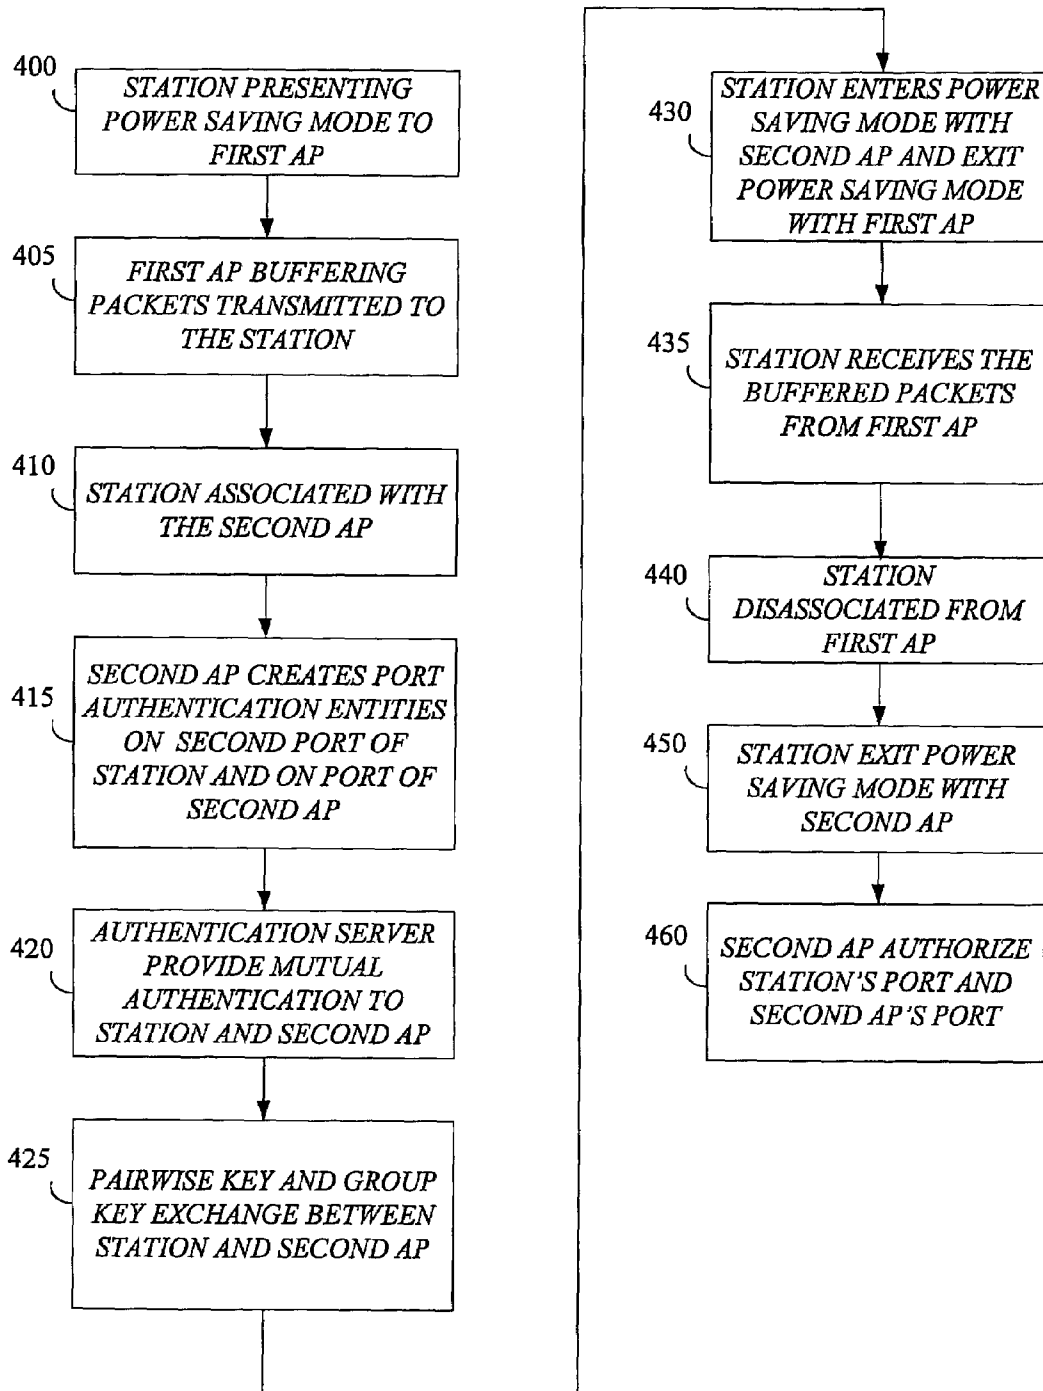 400
STATION PRESENTING
POWER SAVING MODE TO
FIRST AP
405
FIRST AP BUFFERING
PACKETS TRANSMITTED TO
THE STATION
410
STATION ASSOCIATED WITH
THE SECOND AP
415
SECOND AP CREATES PORT
AUTHENTICATION ENTITIES
ON SECOND PORT OF
STATION AND ON PORT OF
SECOND AP
420
AUTHENTICATION SERVER
PROVIDE MUTUAL
AUTHENTICATION TO
STATION AND SECOND AP
425
PAIRWISE KEY AND GROUP
KEY EXCHANGE BETWEEN
STATION AND SECOND AP
430
STATION ENTERS POWER
SAVING MODE WITH
SECOND AP AND EXIT
POWER SAVING MODE
WITH FIRST AP
435
STATION RECEIVES THE
BUFFERED PACKETS
FROM FIRST AP
440
STATION
DISASSOCIATED FROM
FIRST AP
450
STATION EXIT POWER
SAVING MODE WITH
SECOND AP
460
SECOND AP AUTHORIZE
STATION'S PORT AND
SECOND AP'S PORT